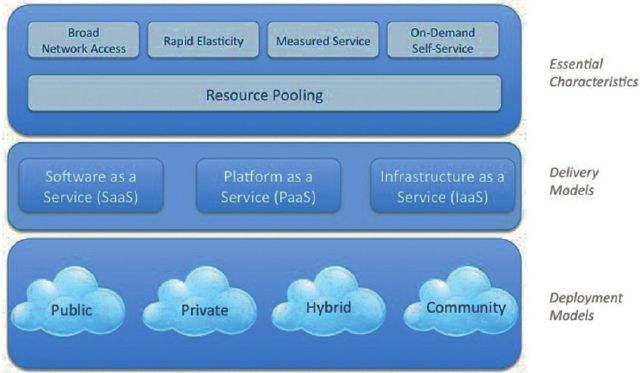 Broad
Network Access
Rapid Elasticity
Measured Service
On-Demand
Self-Service
Resource Pooling
Essential
Characteristics
Software as a
Service (SaaS)
Platform as a
Service (PaaS)
Infrastructure as a
Service (IaaS)
Delivery
Models
Public
Private
Hybrid
Community
Deployment
Models